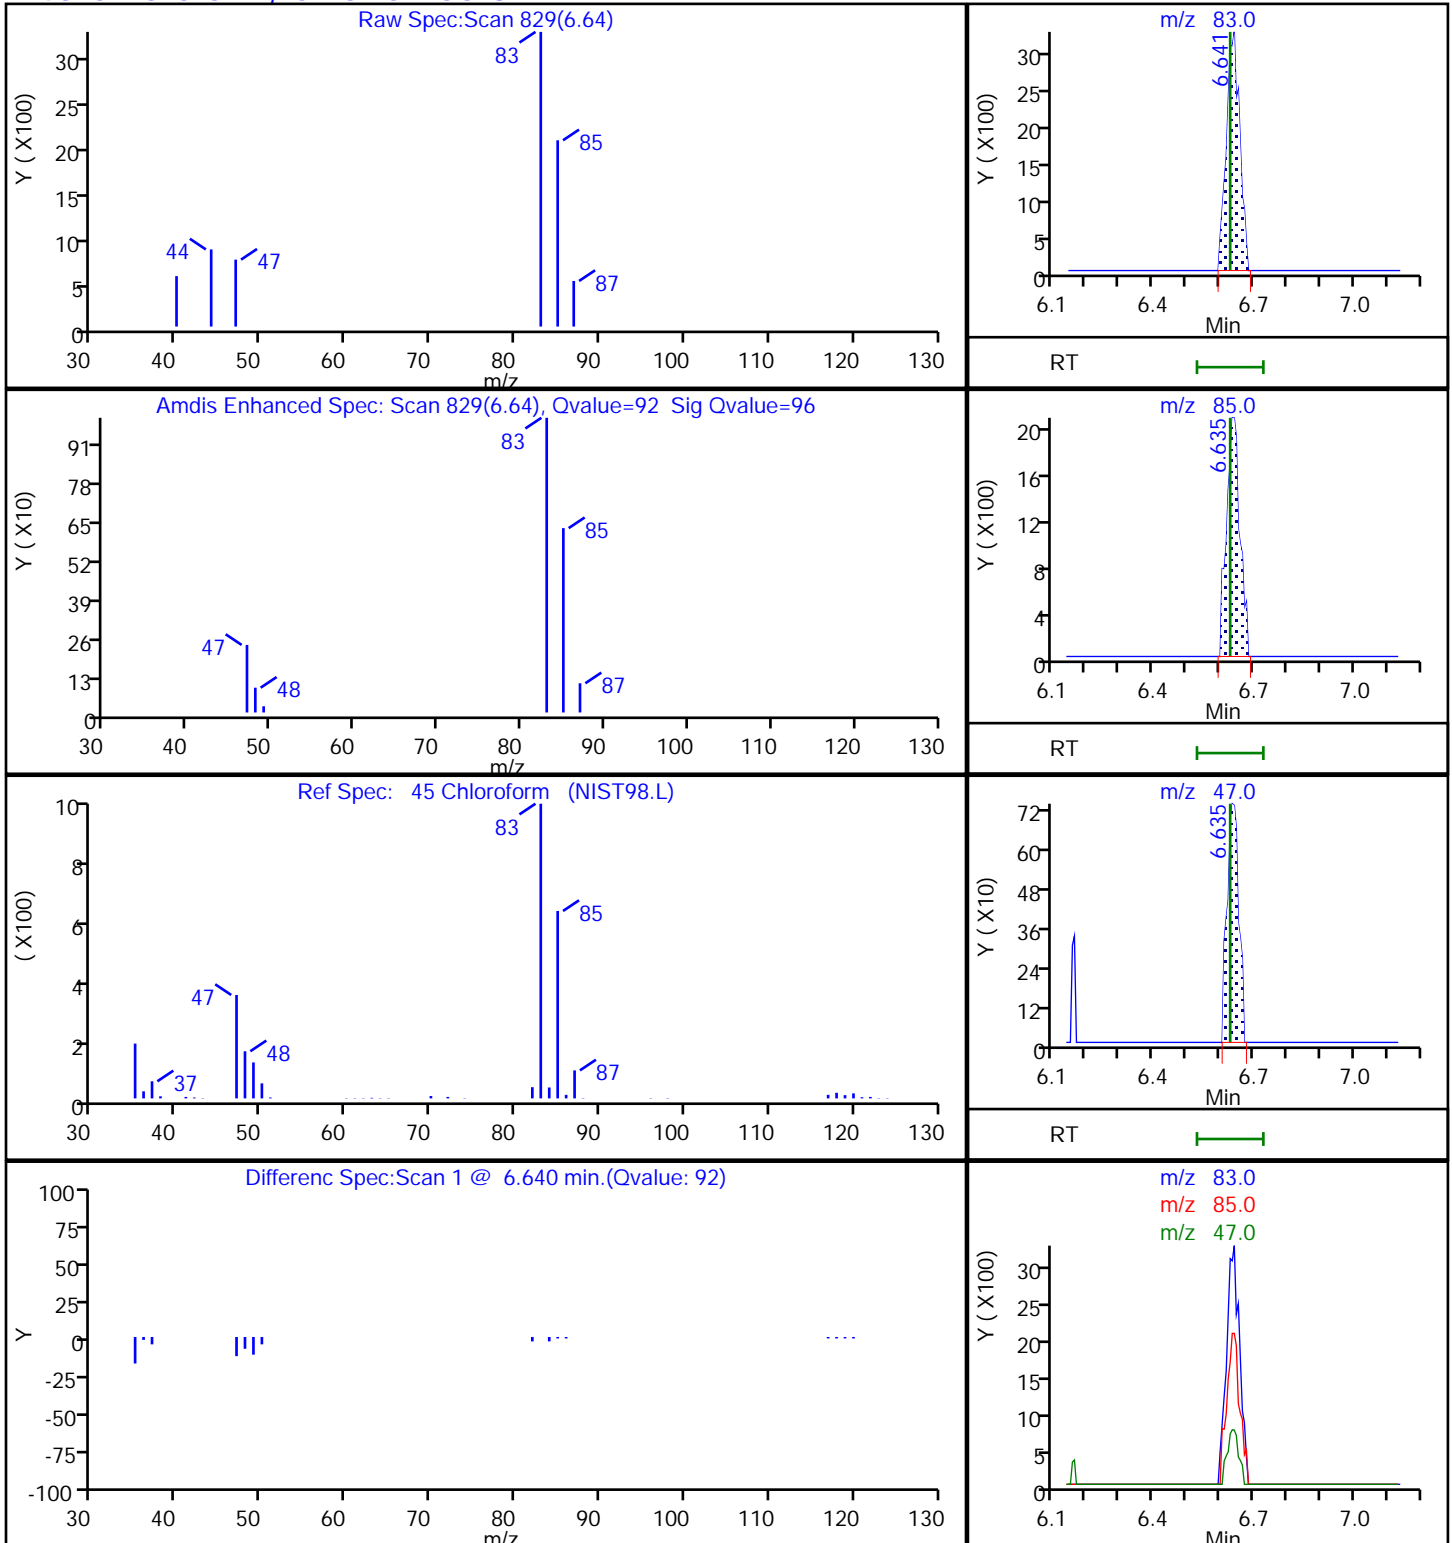 Raw Spec:Scan 829(6.64)
Y ( X100)
30
25
20
15
10
5
0
83
85
44
47
87
30 40 50 60 70 80 90 100 110 120 130
m/z
m/z 83.0
Y ( X100)
30
25
20
15
10
5
0
6.641
6.1 6.4 6.7 7.0
Min
RT
Amdis Enhanced Spec: Scan 829(6.64), Qvalue=92 Sig Qvalue=96
Y ( X10)
91
78
65
52
39
26
13
0
83
85
47
48
87
30 40 50 60 70 80 90 100 110 120 130
m/z
m/z 85.0
Y ( X100)
20
16
12
8
4
0
6.635
6.1 6.4 6.7 7.0
Min
RT
Ref Spec: 45 Chloroform (NIST98.L)
( X100)
10
8
6
4
2
0
83
85
47
48
37
87
30 40 50 60 70 80 90 100 110 120 130
m/z 47.0
Y ( X10)
72
60
48
36
24
12
0
6.635
6.1 6.4 6.7 7.0
Min
RT
Differenc Spec:Scan 1 @ 6.640 min.(Qvalue: 92)
Y
100
75
50
25
0
-25
-50
-75
-100
30 40 50 60 70 80 90 100 110 120 130
m/z
m/z 83.0
m/z 85.0
m/z 47.0
Y ( X100)
30
25
20
15
10
5
0
6.1 6.4 6.7 7.0
Min